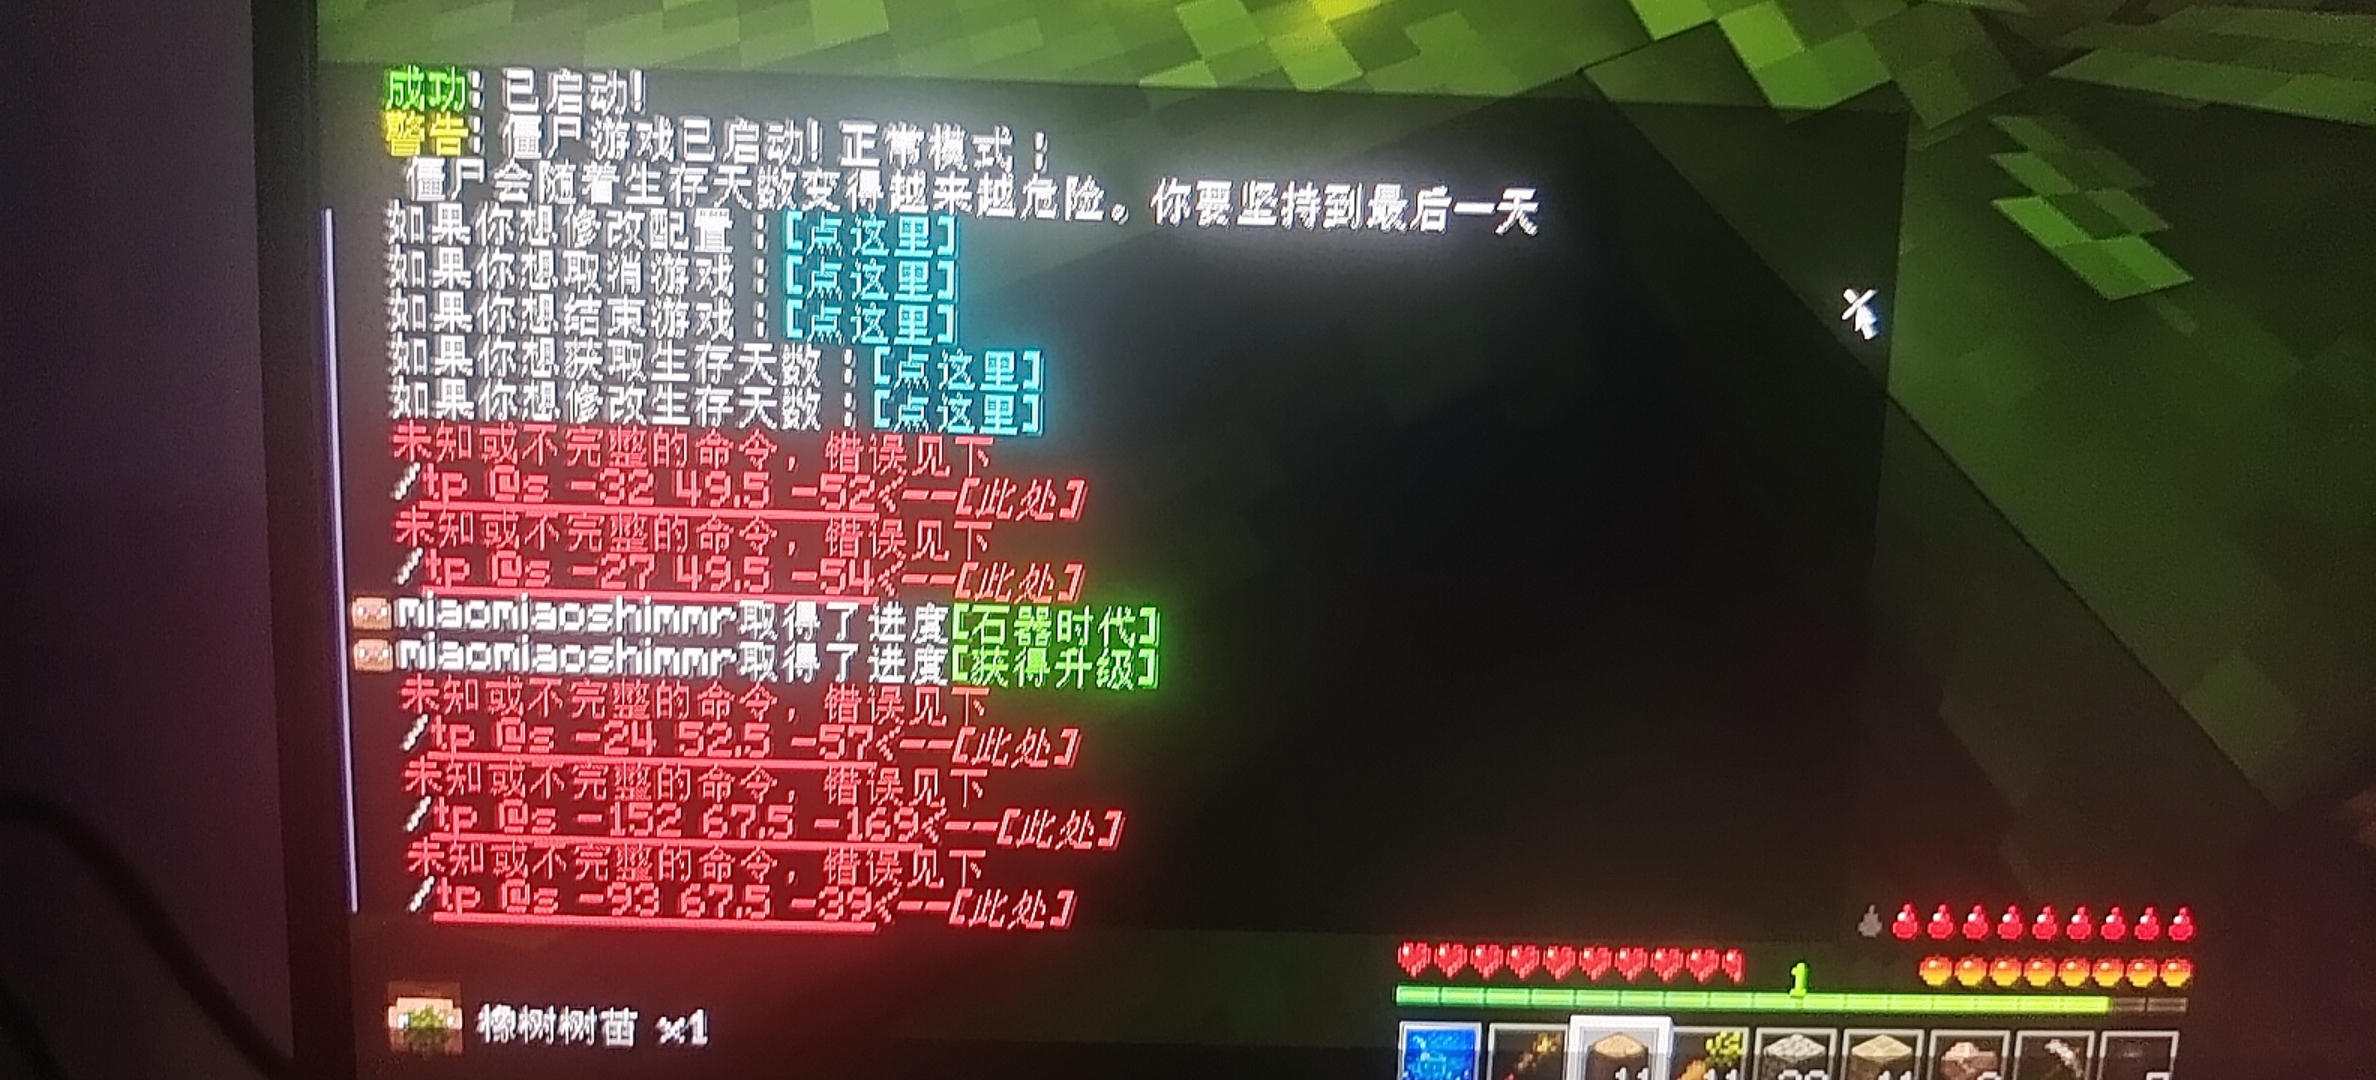 成功: 已启动!
警告: 僵尸游戏已启动! 正常模式:
僵尸会随着生存天数变得越来越危险。你要坚持到最后一天
如果你想修改配置:[点这里]
如果你想取消游戏:[点这里]
如果你想结束游戏:[点这里]
如果你想获取生存天数:[点这里]
如果你想修改生存天数:[点这里]
未知或不完整的命令，错误见下
/tp @s -32 49.5 -52<--[此处]
未知或不完整的命令，错误见下
/tp @s -27 49.5 -54<--[此处]
miaomiaoshimmr取得了进度[石器时代]
miaomiaoshimmr取得了进度[获得升级]
未知或不完整的命令，错误见下
/tp @s -24 52.5 -57<--[此处]
未知或不完整的命令，错误见下
/tp @s -152 67.5 -169<--[此处]
未知或不完整的命令，错误见下
/tp @s -93 67.5 -39<--[此处]
1
橡树树苗 x1